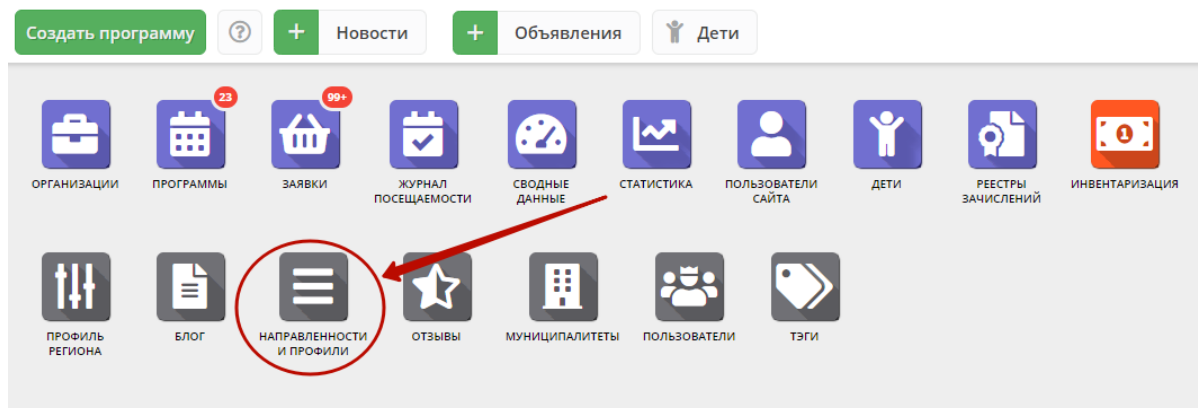 Создать программу ? + Новости + Объявления Дети
23 99+
1
ОРГАНИЗАЦИИ ПРОГРАММЫ ЗАЯВКИ ЖУРНАЛ СВОДНЫЕ СТАТИСТИКА ПОЛЬЗОВАТЕЛИ ДЕТИ РЕЕСТРЫ ИНВЕНТАРИЗАЦИЯ
ПОСЕЩАЕМОСТИ ДАННЫЕ САЙТА ЗАЧИСЛЕНИЙ
ПРОФИЛЬ БЛОГ НАПРАВЛЕННОСТИ ОТЗЫВЫ МУНИЦИПАЛИТЕТЫ ПОЛЬЗОВАТЕЛИ ТЭГИ
РЕГИОНА И ПРОФИЛИ